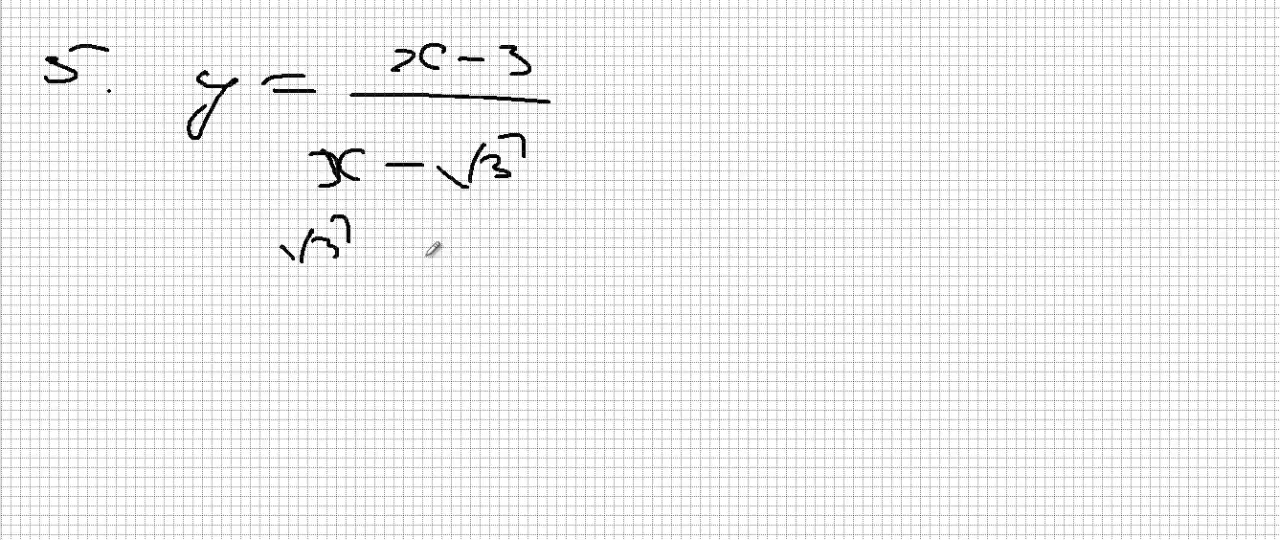 5. y = x - 3
x - √3
√3